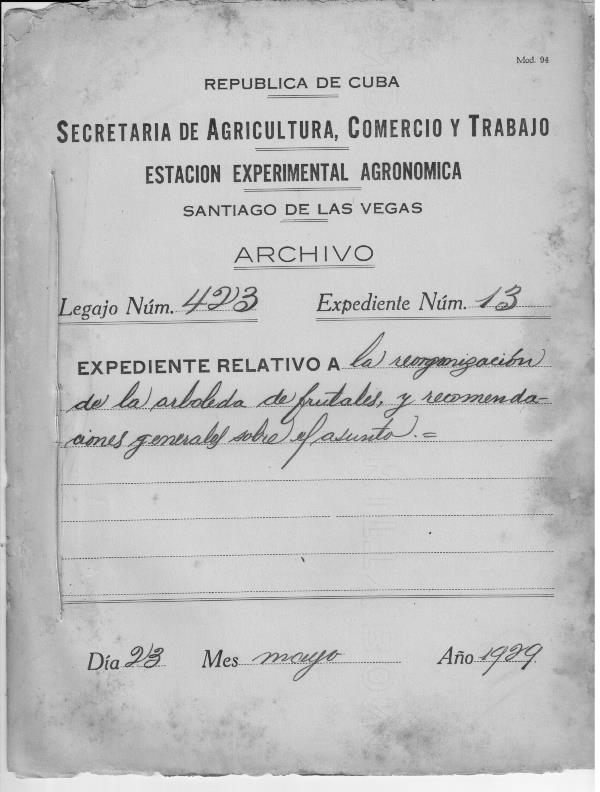 Mod. 94
REPUBLICA DE CUBA
SECRETARIA DE AGRICULTURA, COMERCIO Y TRABAJO
ESTACION EXPERIMENTAL AGRONOMICA
SANTIAGO DE LAS VEGAS
ARCHIVO
Legajo Núm. 423 Expediente Núm. 13
EXPEDIENTE RELATIVO A la reorganización
de la arboleda de frutales, y recomenda-
ciones generales sobre el asunto.=
Día 23 Mes mayo Año 1929